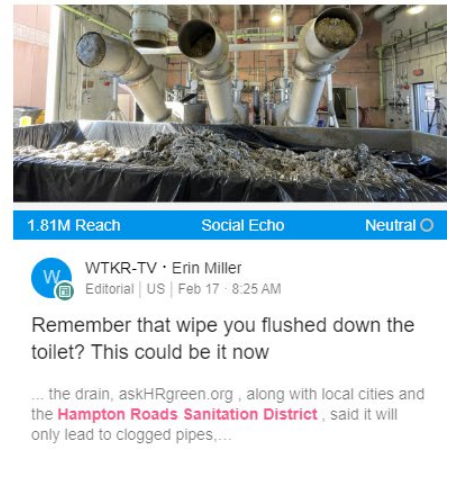 1.81M Reach Social Echo Neutral
W
WTKR-TV · Erin Miller
Editorial | US | Feb 17 · 8:25 AM
Remember that wipe you flushed down the
toilet? This could be it now
... the drain, askHRgreen.org , along with local cities and
the Hampton Roads Sanitation District , said it will
only lead to clogged pipes,...